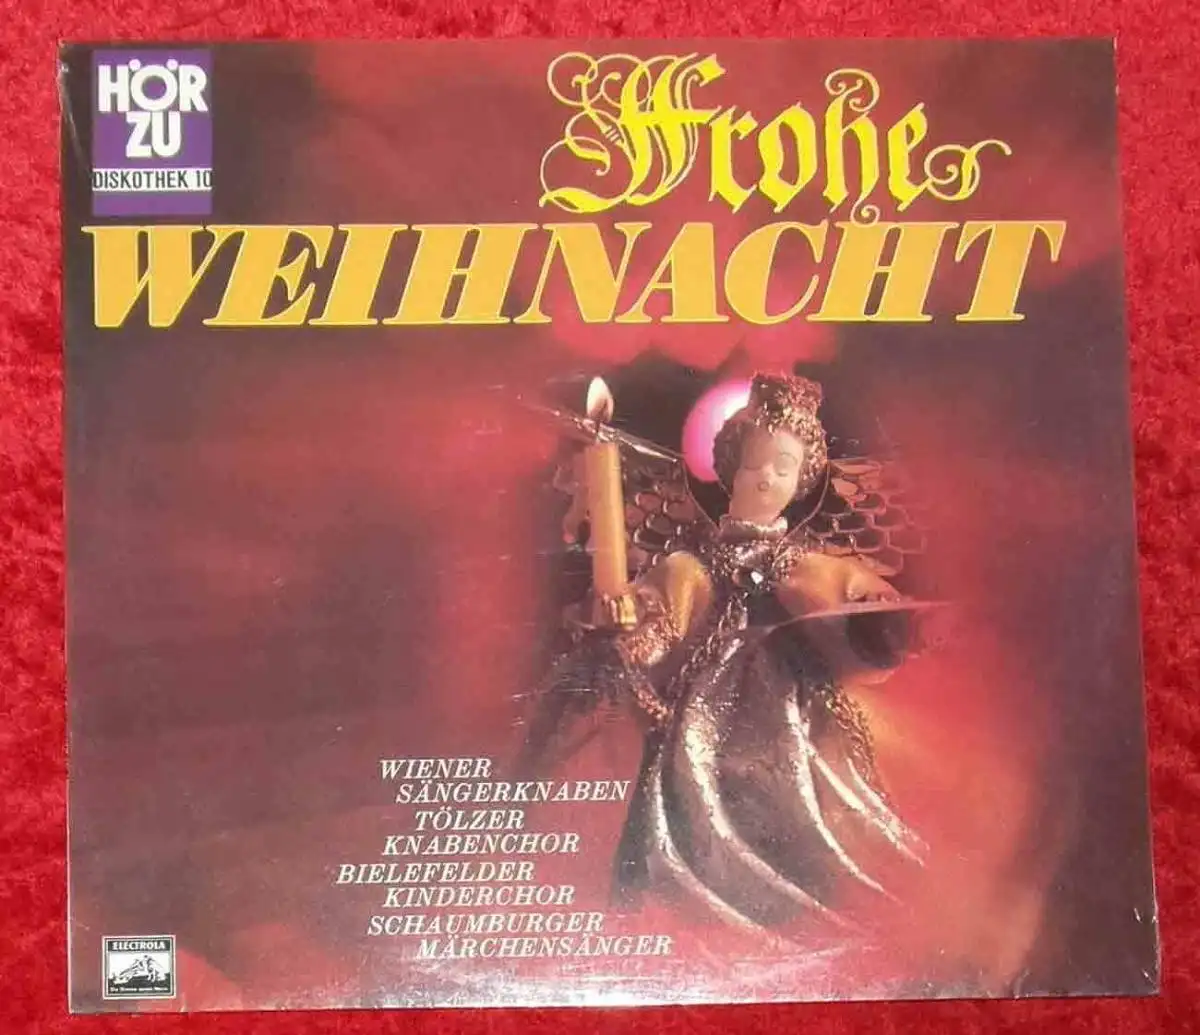 HÖR
ZU
DISKOTHEK 10
Frohe
WEIHNACHT
WIENER
SÄNGERKNABEN
TÖLZER
KNABENCHOR
BIELEFELDER
KINDERCHOR
SCHAUMBURGER
MÄRCHENSÄNGER
ELECTROLA